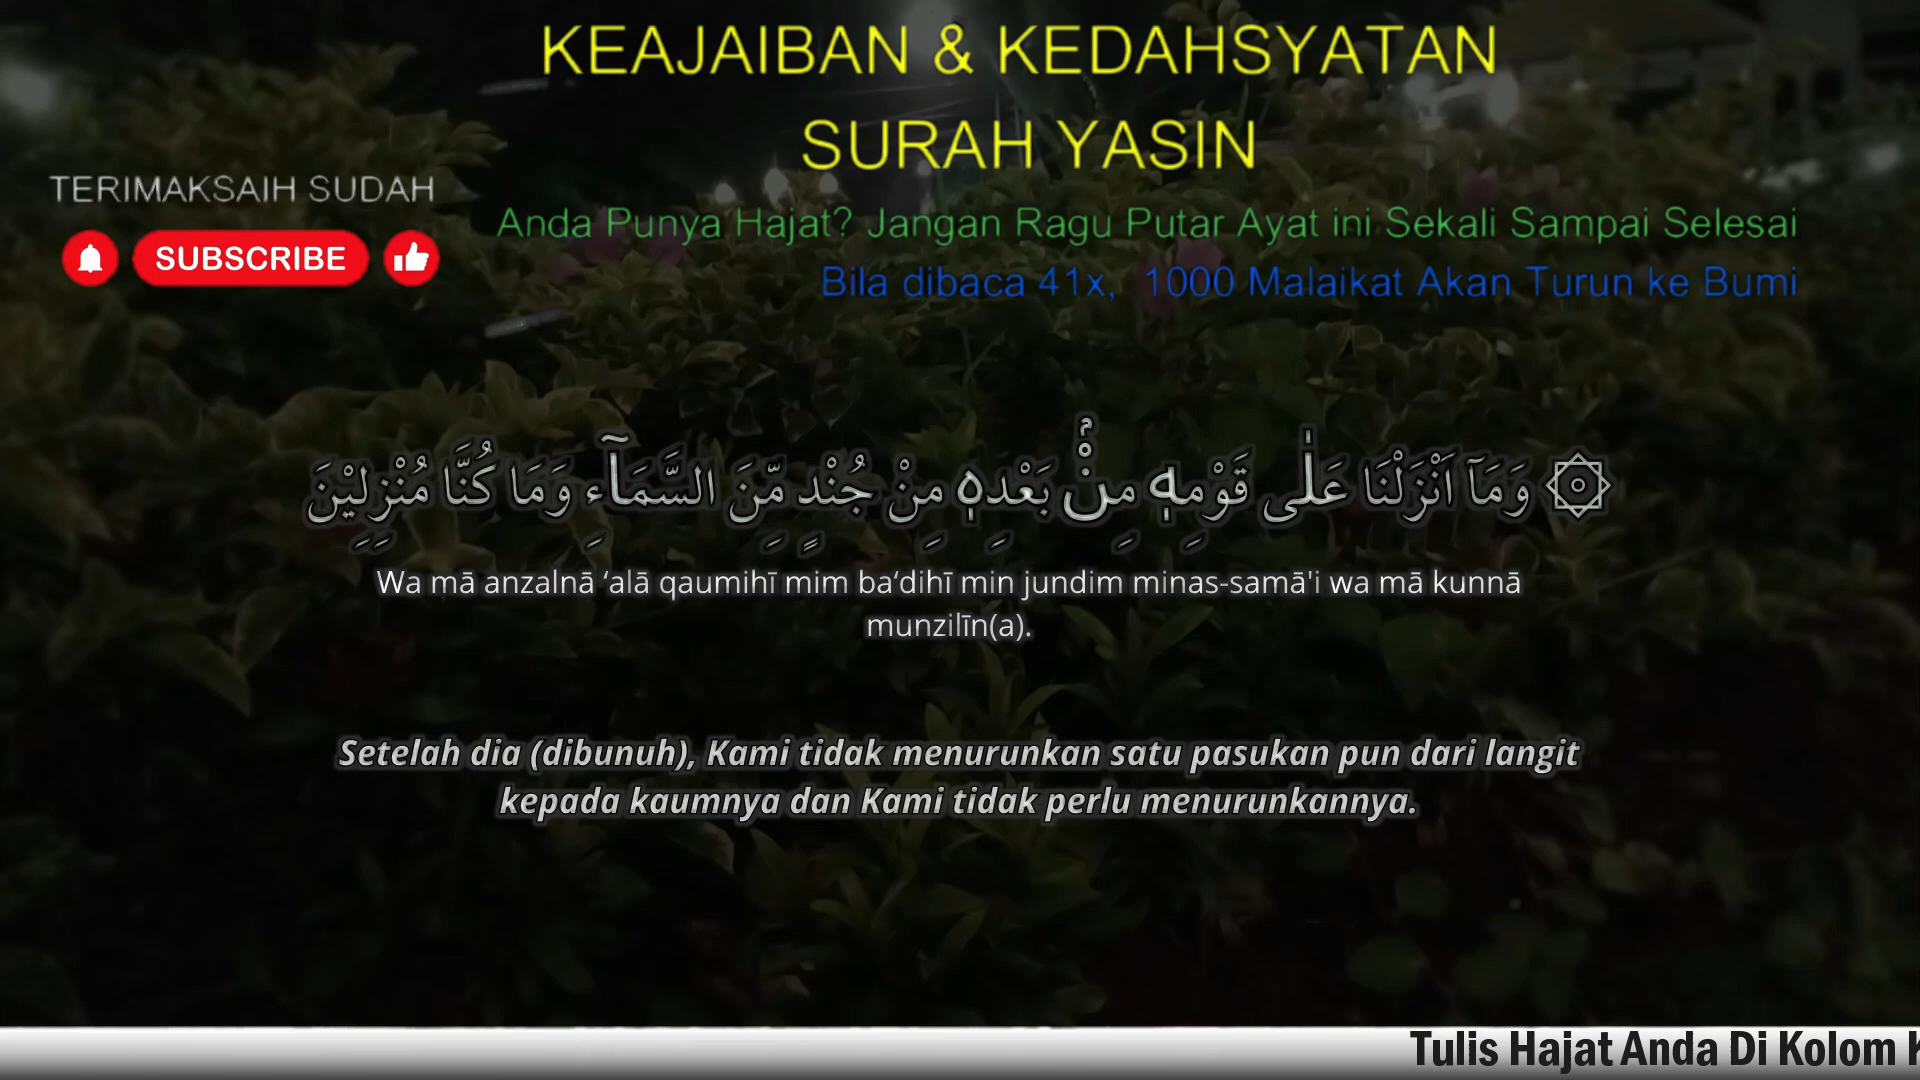 KEAJAIBAN & KEDAHSYATAN
SURAH YASIN
TERIMAKSAIH SUDAH
SUBSCRIBE
Anda Punya Hajat? Jangan Ragu Putar Ayat ini Sekali Sampai Selesai
Bila dibaca 41x, 1000 Malaikat Akan Turun ke Bumi
۞ وَمَآ اَنْزَلْنَا عَلٰى قَوْمِهٖ مِنْۢ بَعْدِهٖ مِنْ جُنْدٍ مِّنَ السَّمَاۤءِ وَمَا كُنَّا مُنْزِلِيْنَ
Wa mā anzalnā ‘alā qaumihī mim ba‘dihī min jundim minas-samā'i wa mā kunnā
munzilīn(a).
Setelah dia (dibunuh), Kami tidak menurunkan satu pasukan pun dari langit
kepada kaumnya dan Kami tidak perlu menurunkannya.
Tulis Hajat Anda Di Kolom